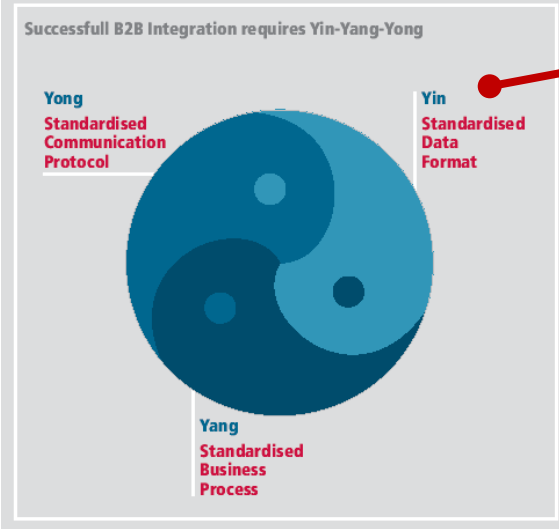 Successfull B2B Integration requires Yin-Yang-Yong
Yong
Standardised
Communication
Protocol
Yin
Standardised
Data
Format
Yang
Standardised
Business
Process